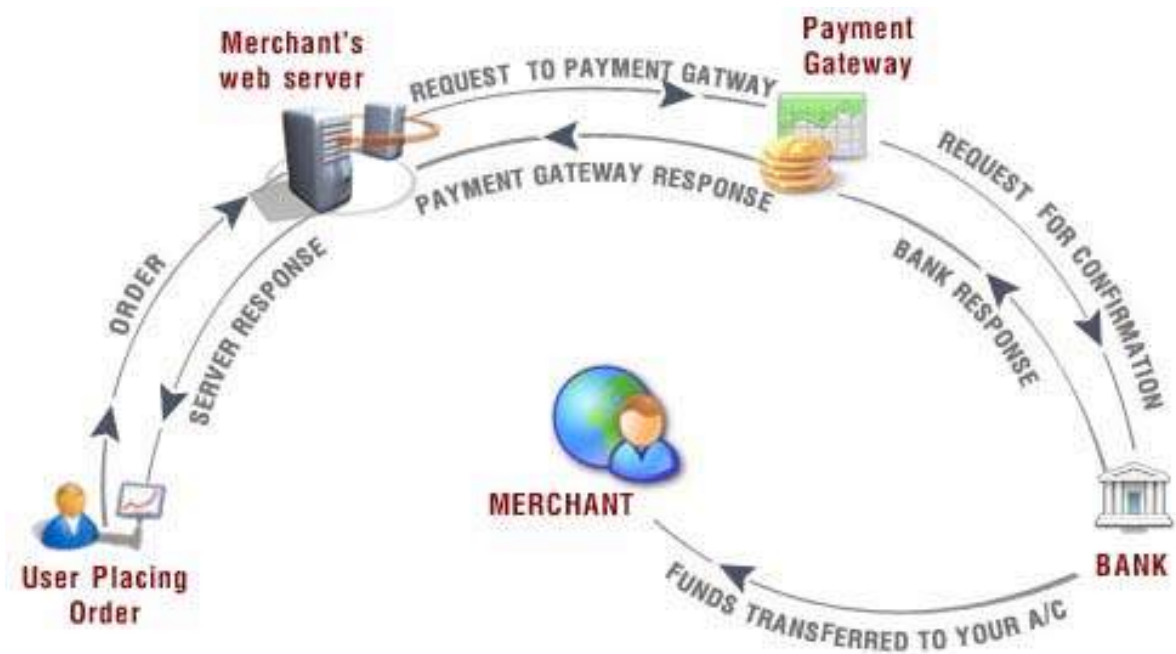 Merchant's
web server
Payment
Gateway
REQUEST TO PAYMENT GATWAY
PAYMENT GATEWAY RESPONSE
REQUEST FOR CONFIRMATION
BANK RESPONSE
ORDER
SERVER RESPONSE
MERCHANT
User Placing
Order
BANK
FUNDS TRANSFERRED TO YOUR A/C